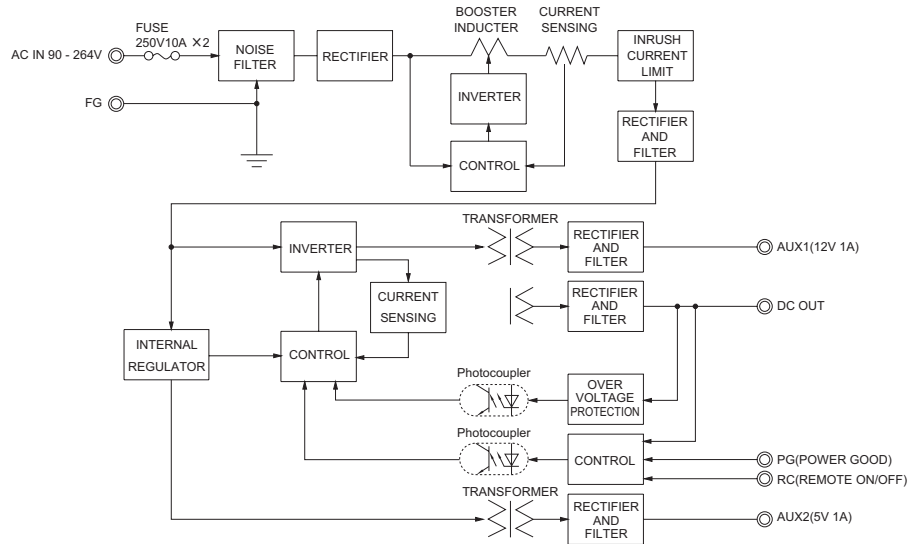 BOOSTER
INDUCTER
CURRENT
SENSING
FUSE
250V10A ×2
AC IN 90 - 264V
NOISE
FILTER
RECTIFIER
INRUSH
CURRENT
LIMIT
INVERTER
FG
RECTIFIER
AND
FILTER
CONTROL
TRANSFORMER
INVERTER
RECTIFIER
AND
FILTER
AUX1(12V 1A)
CURRENT
SENSING
RECTIFIER
AND
FILTER
DC OUT
INTERNAL
REGULATOR
CONTROL
Photocoupler
OVER
VOLTAGE
PROTECTION
Photocoupler
CONTROL
PG(POWER GOOD)
RC(REMOTE ON/OFF)
TRANSFORMER
RECTIFIER
AND
FILTER
AUX2(5V 1A)